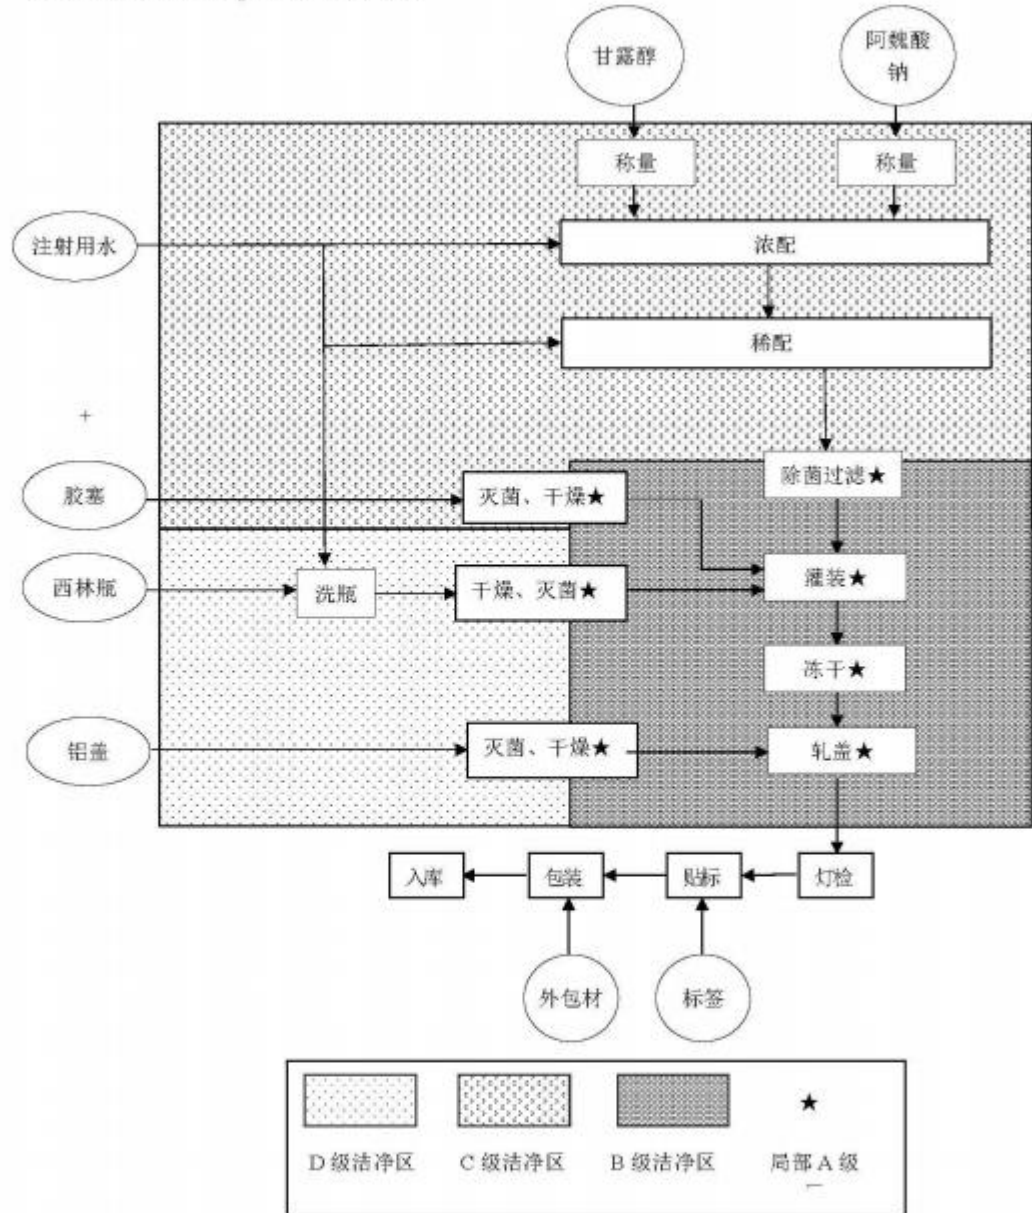 甘露醇
阿魏酸
钠
称量
称量
注射用水
浓配
稀配
+
胶塞
灭菌、干燥★
除菌过滤★
西林瓶
洗瓶
干燥、灭菌★
灌装★
冻干★
铝盖
灭菌、干燥★
轧盖★
入库
包装
贴标
灯检
外包材
标签
★
D 级洁净区
C 级洁净区
B 级洁净区
局部 A 级